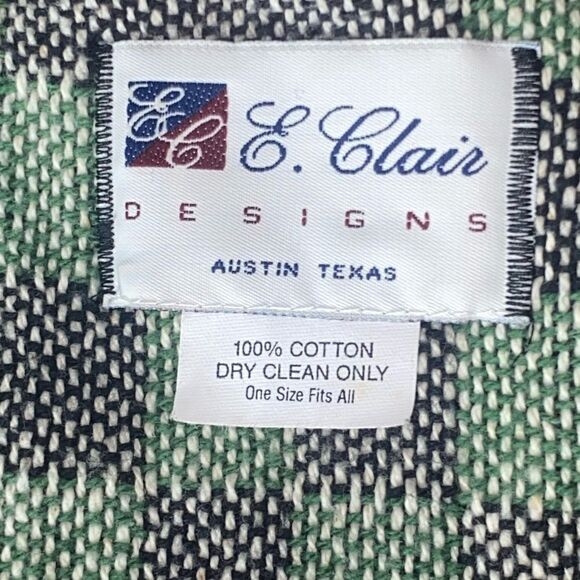 EC
E. Clair
DESIGNS
AUSTIN TEXAS
100% COTTON
DRY CLEAN ONLY
One Size Fits All